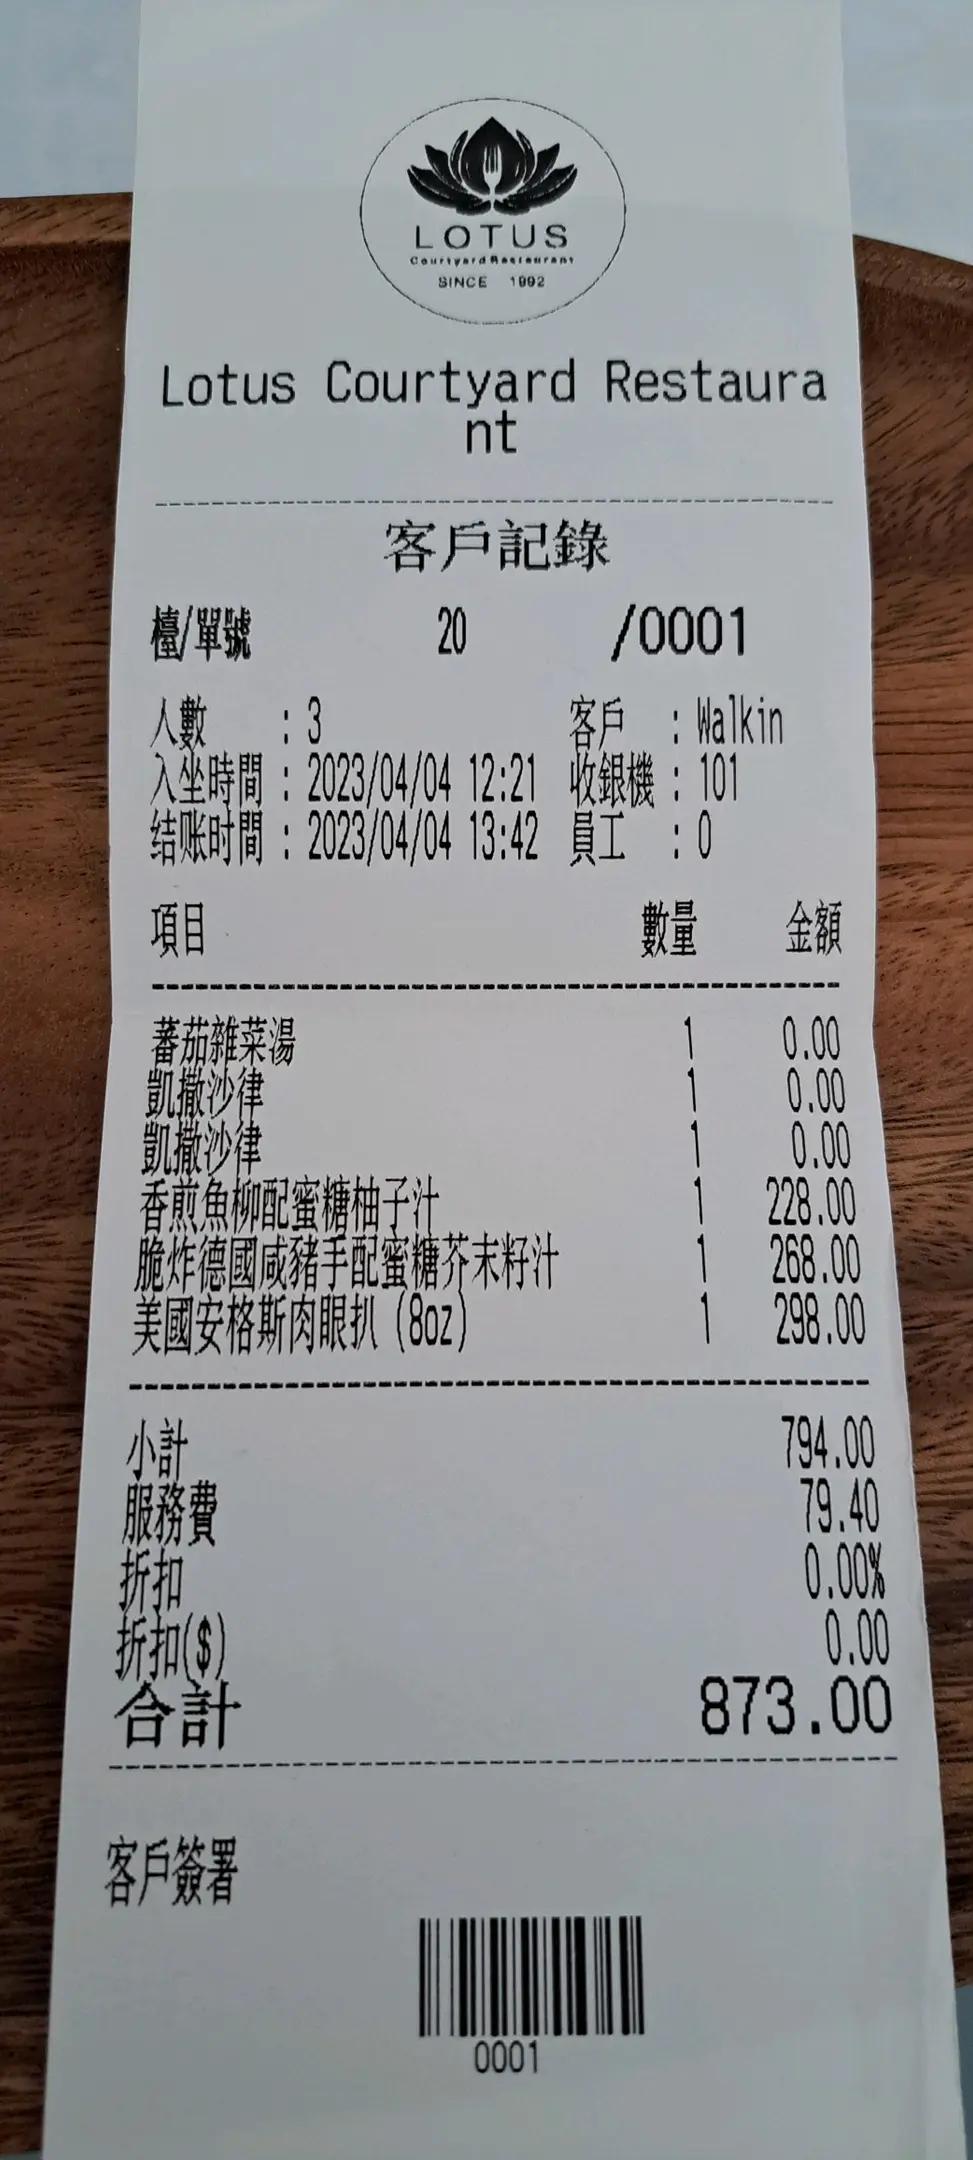 LOTUS
Courtyard Restaurant
SINCE 1992
Lotus Courtyard Restaura
nt
客戶記錄
檯/單號 20 /0001
人數 : 3 客戶 : Walkin
入坐時間 : 2023/04/04 12:21 收銀機 : 101
结账时間 : 2023/04/04 13:42 員工 : 0
項目 數量 金額
蕃茄雜菜湯 1 0.00
凱撒沙律 1 0.00
凱撒沙律 1 0.00
香煎魚柳配蜜糖柚子汁 1 228.00
脆炸德國咸豬手配蜜糖芥末籽汁 1 268.00
美國安格斯肉眼扒 (8oz) 1 298.00
小計 794.00
服務費 79.40
折扣 0.00%
折扣($) 0.00
合計 873.00
客戶簽署
0001